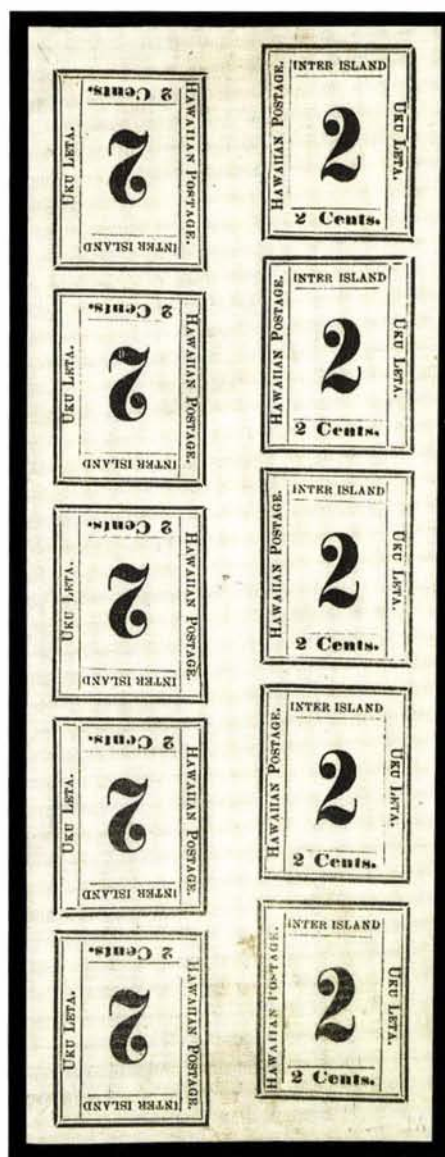 INTER ISLAND
HAWAIIAN POSTAGE.
2
UKU LETA.
2 Cents.
INTER ISLAND
HAWAIIAN POSTAGE.
2
UKU LETA.
2 Cents.
INTER ISLAND
HAWAIIAN POSTAGE.
2
UKU LETA.
2 Cents.
INTER ISLAND
HAWAIIAN POSTAGE.
2
UKU LETA.
2 Cents.
INTER ISLAND
HAWAIIAN POSTAGE.
2
UKU LETA.
2 Cents.
INTER ISLAND
HAWAIIAN POSTAGE.
2
UKU LETA.
2 Cents.
INTER ISLAND
HAWAIIAN POSTAGE.
2
UKU LETA.
2 Cents.
INTER ISLAND
HAWAIIAN POSTAGE.
2
UKU LETA.
2 Cents.
INTER ISLAND
HAWAIIAN POSTAGE.
2
UKU LETA.
2 Cents.
INTER ISLAND
HAWAIIAN POSTAGE.
2
UKU LETA.
2 Cents.